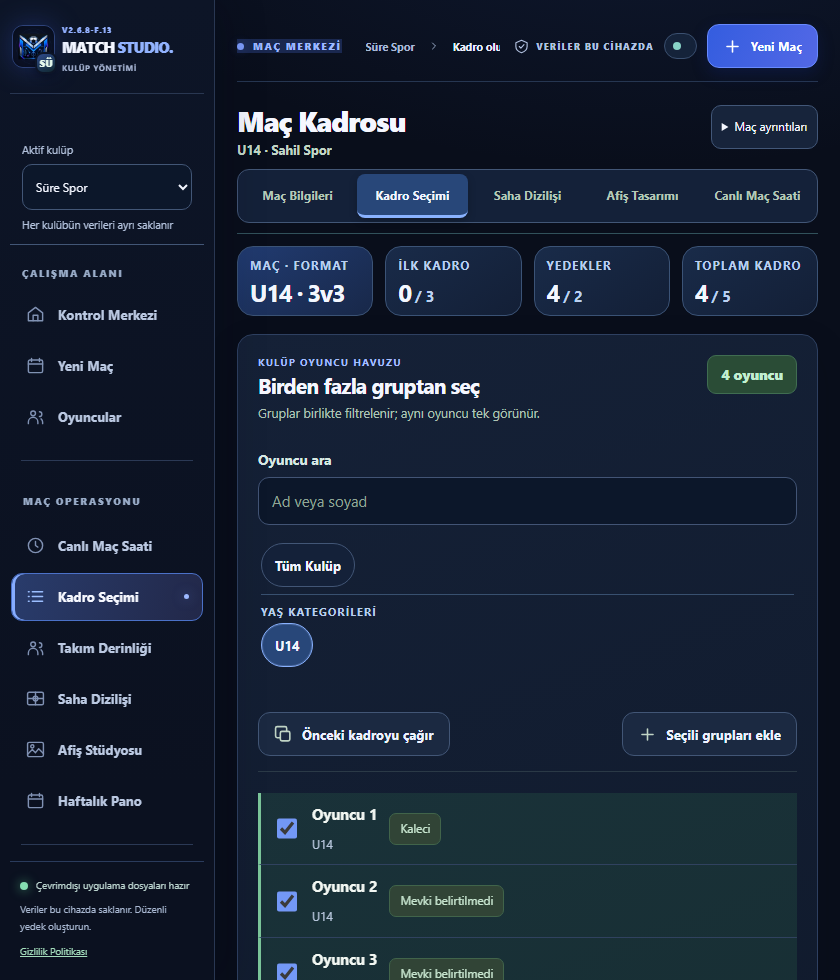 V2.6.8-F.13
MATCH STUDIO.
SÜ
KULÜP YÖNETİMİ
Aktif kulüp
Süre Spor
Her kulübün verileri ayrı saklanır
ÇALIŞMA ALANI
Kontrol Merkezi
Yeni Maç
Oyuncular
MAÇ OPERASYONU
Canlı Maç Saati
Kadro Seçimi
Takım Derinliği
Saha Dizilişi
Afiş Stüdyosu
Haftalık Pano
Çevrimdışı uygulama dosyaları hazır
Veriler bu cihazda saklanır. Düzenli
yedek oluşturun.
Gizlilik Politikası
MAÇ MERKEZİ
Süre Spor
Kadro olu
VERİLER BU CİHAZDA
Yeni Maç
Maç Kadrosu
U14 · Sahil Spor
Maç ayrıntıları
Maç Bilgileri
Kadro Seçimi
Saha Dizilişi
Afiş Tasarımı
Canlı Maç Saati
MAÇ · FORMAT
U14 · 3v3
İLK KADRO
0 / 3
YEDEKLER
4 / 2
TOPLAM KADRO
4 / 5
KULÜP OYUNCU HAVUZU
Birden fazla gruptan seç
Gruplar birlikte filtrelenir; aynı oyuncu tek görünür.
4 oyuncu
Oyuncu ara
Ad veya soyad
Tüm Kulüp
YAŞ KATEGORİLERİ
U14
Önceki kadroyu çağır
Seçili grupları ekle
Oyuncu 1
Kaleci
U14
Oyuncu 2
Mevki belirtilmedi
U14
Oyuncu 3
Mevki belirtilmedi